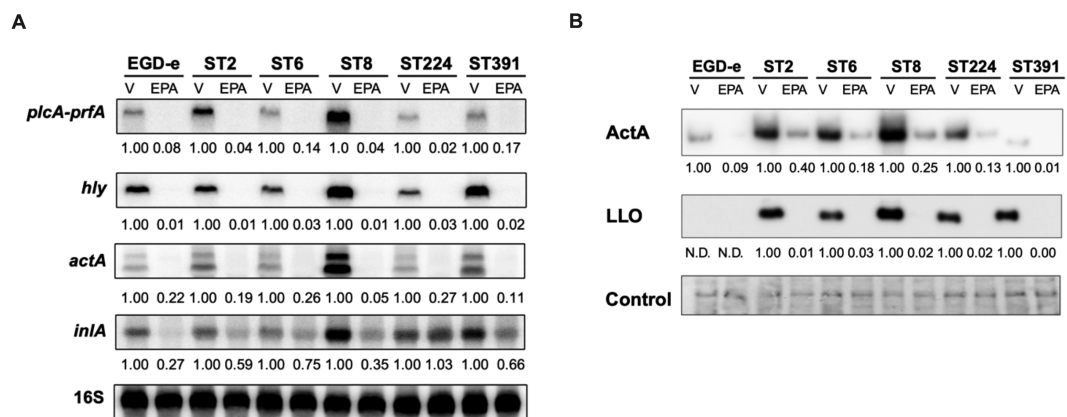 A
EGD-e ST2 ST6 ST8 ST224 ST391
V EPA V EPA V EPA V EPA V EPA V EPA
plcA-prfA
1.00 0.08 1.00 0.04 1.00 0.14 1.0 0.04 1.00 0.02 1.00 0.17
hly
1.00 0.01 1.00 0.01 1.00 0.03 1.00 0.01 1.00 0.03 1.00 0.02
actA
1.00 0.22 1.00 0.19 1.00 0.26 1.00 0.05 1.00 0.27 1.00 0.11
inlA
1.00 0.27 1.00 0.59 1.00 0.75 1.00 0.35 1.00 1.03 1.00 0.66
16S
B
EGD-e ST2 ST6 ST8 ST224 ST391
V EPA V EPA V EPA V EPA V EPA V EPA
ActA
1.00 0.09 1.00 0.40 1.00 0.18 1.00 0.25 1.00 0.13 1.00 0.01
LLO
N.D. N.D. 1.00 0.01 1.00 0.03 1.00 0.02 1.00 0.02 1.00 0.00
Control